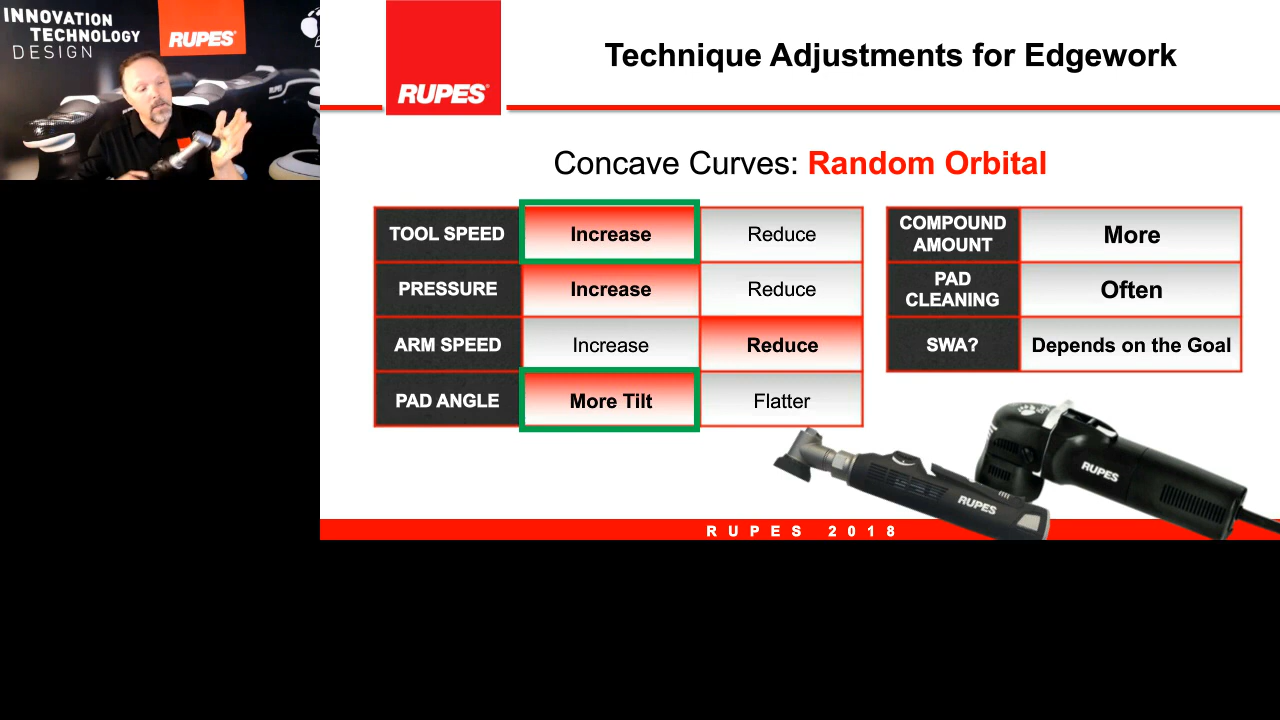 INNOVATION
TECHNOLOGY
DESIGN
RUPES
RUPES
Technique Adjustments for Edgework
Concave Curves: Random Orbital
TOOL SPEED Increase Reduce
PRESSURE Increase Reduce
ARM SPEED Increase Reduce
PAD ANGLE More Tilt Flatter
COMPOUND
AMOUNT More
PAD
CLEANING Often
SWA? Depends on the Goal
RUPES
RUPES
RUPES 2018